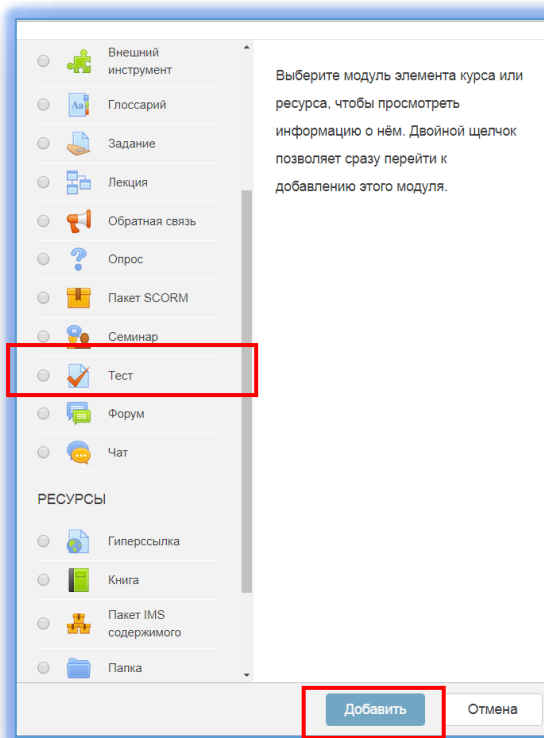 Внешний
инструмент
Глоссарий
Задание
Лекция
Обратная связь
Опрос
Пакет SCORM
Семинар
Тест
Форум
Чат
РЕСУРСЫ
Гиперссылка
Книга
Пакет IMS
содержимого
Папка
Выберите модуль элемента курса или
ресурса, чтобы просмотреть
информацию о нём. Двойной щелчок
позволяет сразу перейти к
добавлению этого модуля.
Добавить
Отмена